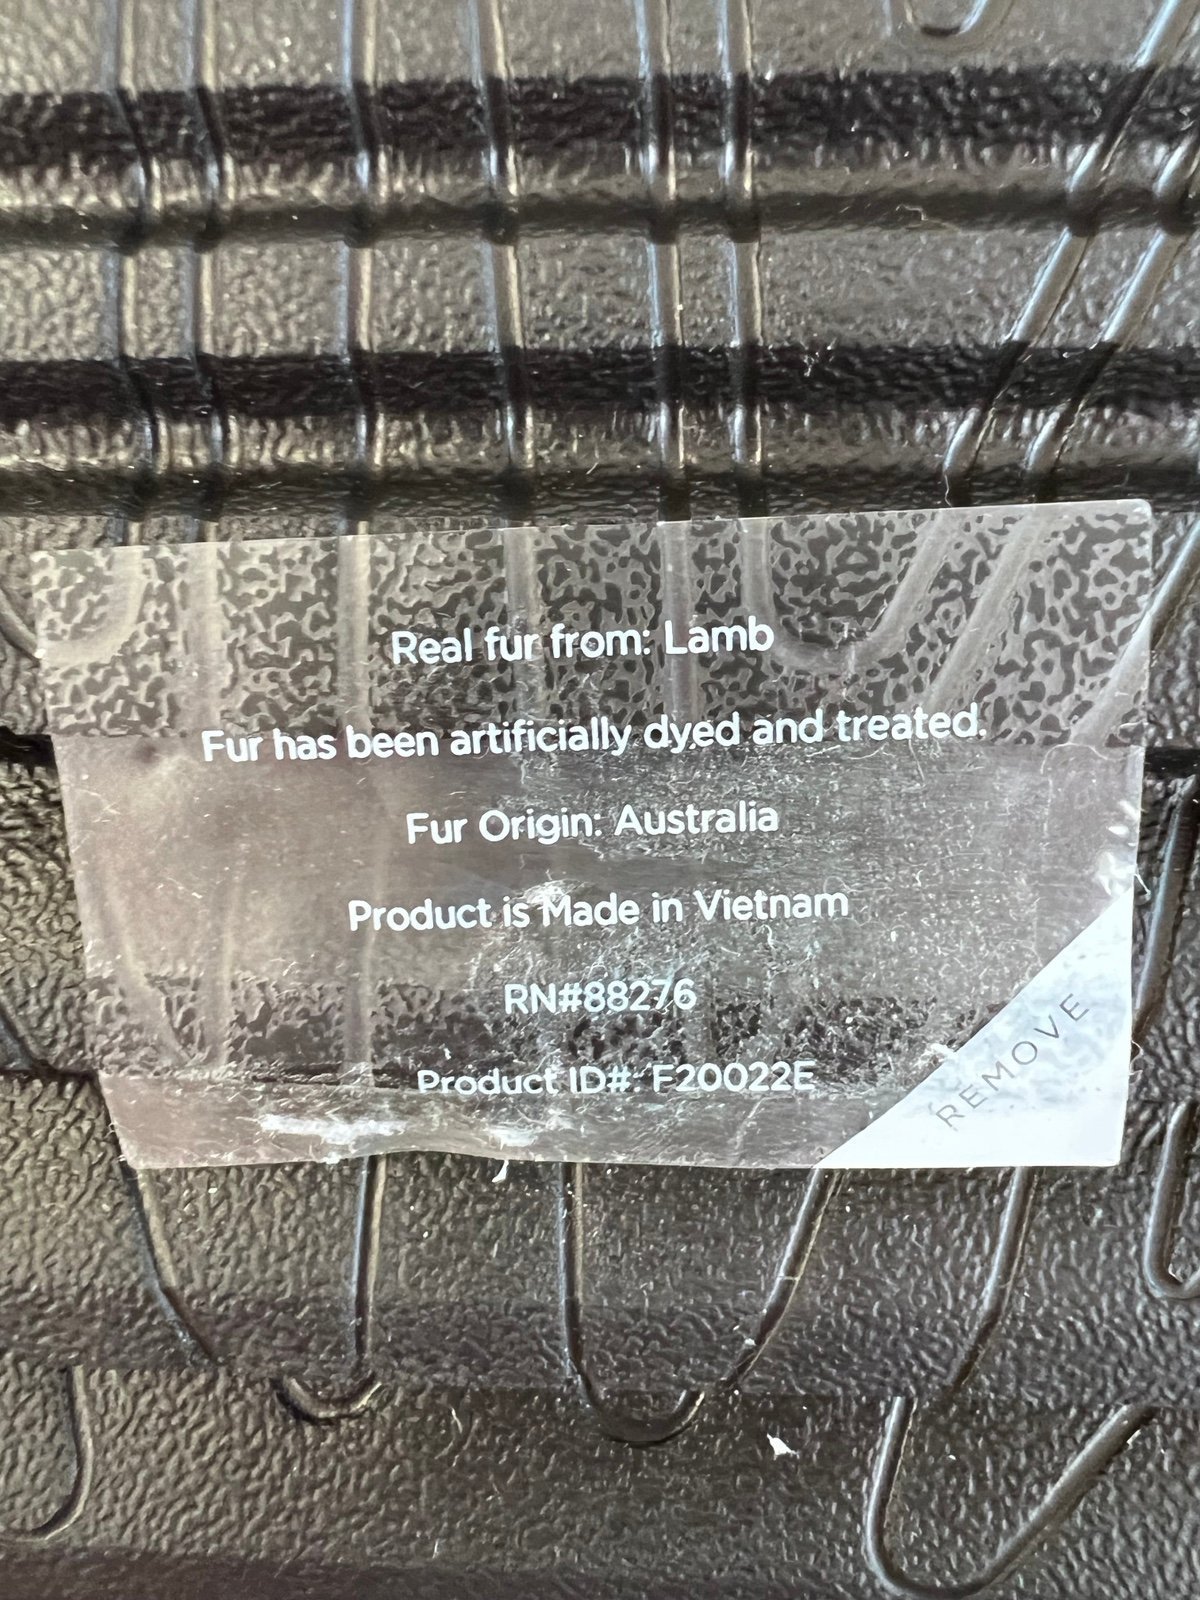 Real fur from: Lamb
Fur has been artificially dyed and treated.
Fur Origin: Australia
Product is Made in Vietnam
RN#88276
Product ID#: F20022E
REMOVE